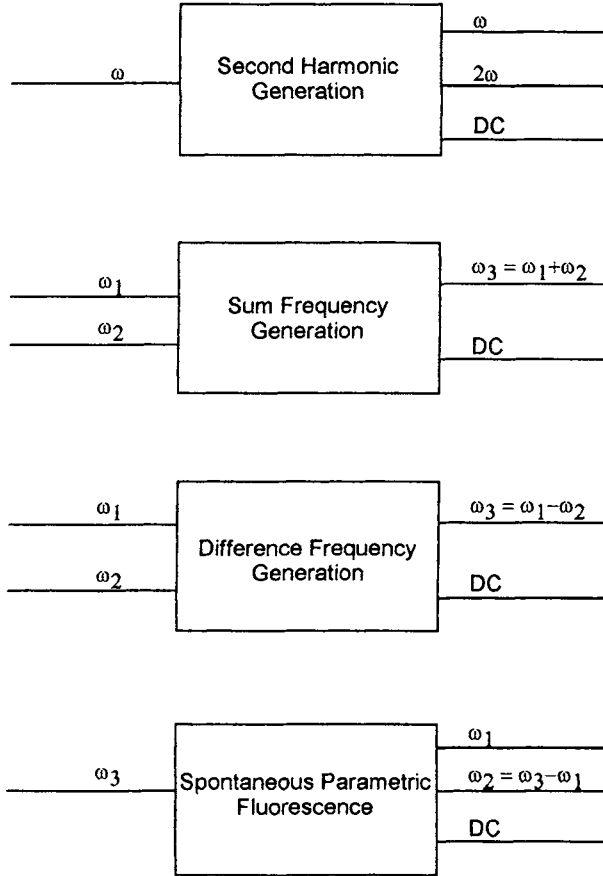 ω
Second Harmonic
Generation
ω
2ω
DC
ω1
ω2
Sum Frequency
Generation
ω3 = ω1+ω2
DC
ω1
ω2
Difference Frequency
Generation
ω3 = ω1−ω2
DC
ω3
Spontaneous Parametric
Fluorescence
ω1
ω2 = ω3−ω1
DC